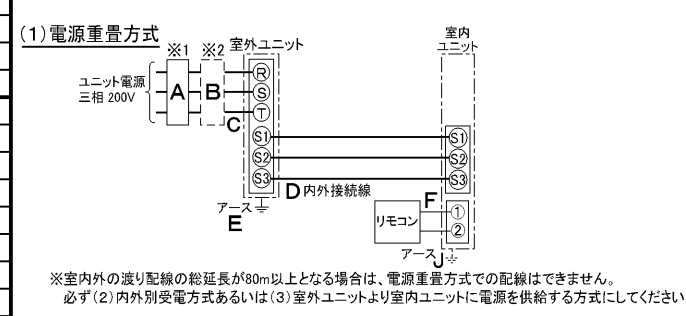 (1)電源重畳方式
※1 ※2 室外ユニット 室内
ユニット
ユニット電源
三相 200V
A B
C
R
S
T
S1
S2
S3
S1
S2
S3
D 内外接続線
アース
E
リモコン
F
①
②
アース J
※室内外の渡り配線の総延長が80m以上となる場合は、電源重畳方式での配線はできません。
必ず(2)内外別受電方式あるいは(3)室外ユニットより室内ユニットに電源を供給する方式にしてください